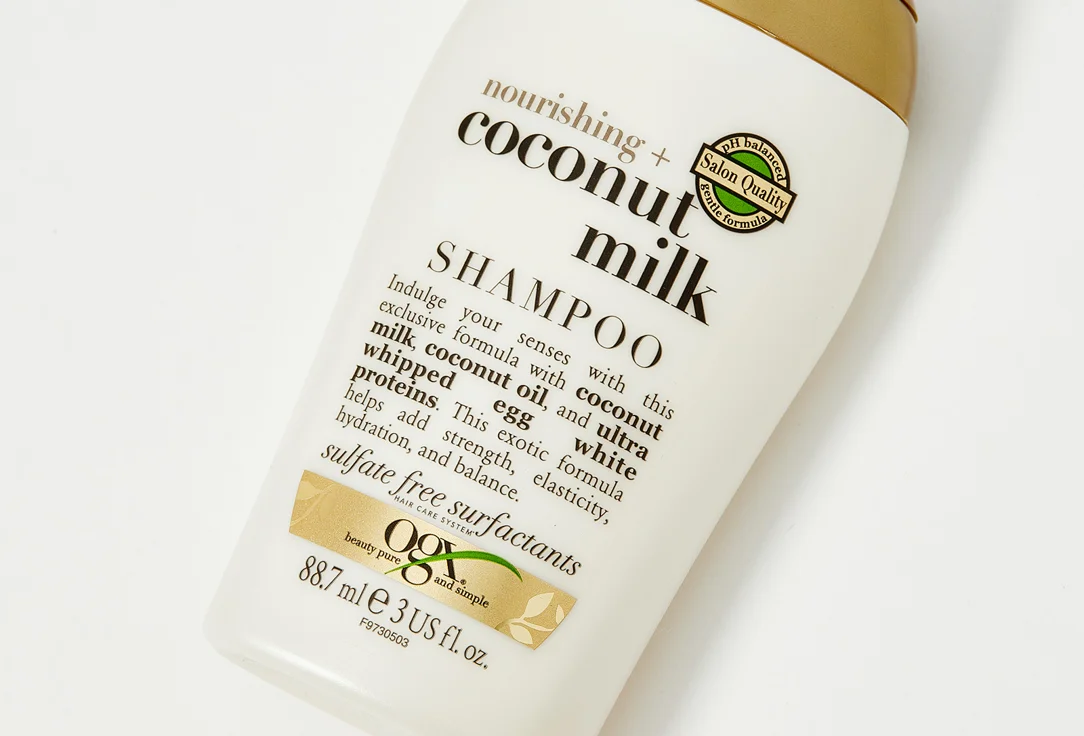 nourishing +
coconut
milk
pH balanced
Salon Quality
gentle formula
SHAMPOO
Indulge your senses with this
exclusive formula with coconut
milk, coconut oil, and ultra
whipped egg white
proteins. This exotic formula
helps add strength, elasticity,
hydration, and balance.
sulfate free surfactants
HAIR CARE SYSTEM™
ogx®
beauty pure and simple
88.7 ml e 3 US fl. oz.
F9730503